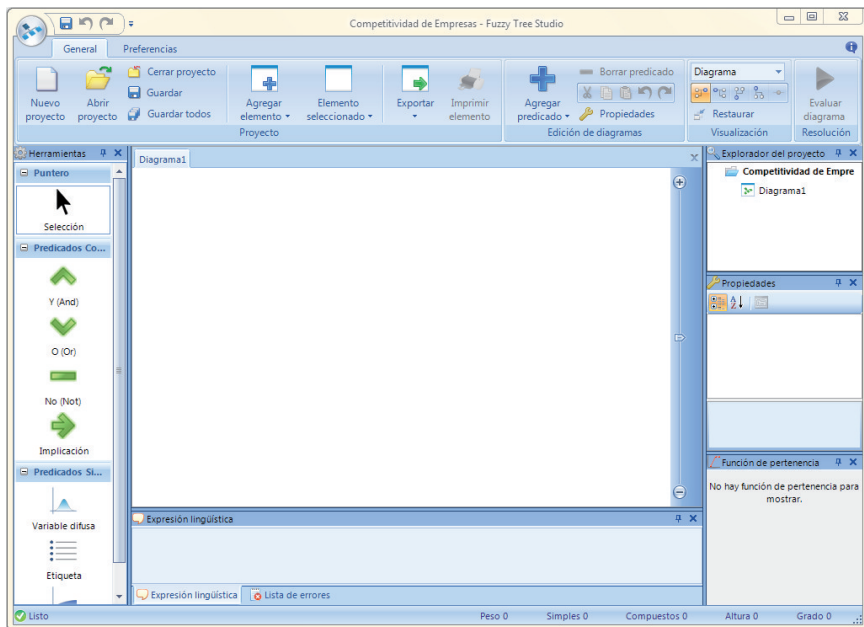 Competitividad de Empresas - Fuzzy Tree Studio
General Preferencias
Nuevo proyecto
Abrir proyecto
Cerrar proyecto
Guardar
Guardar todos
Agregar elemento
Elemento seleccionado
Exportar
Imprimir elemento
Proyecto
Agregar predicado
Borrar predicado
Propiedades
Edición de diagramas
Diagrama
Restaurar
Visualización
Evaluar diagrama
Resolución
Herramientas
Puntero
Selección
Predicados Co...
Y (And)
O (Or)
No (Not)
Implicación
Predicados Si...
Variable difusa
Etiqueta
Diagrama1
Expresión lingüística
Expresión lingüística Lista de errores
Explorador del proyecto
Competitividad de Empre
Diagrama1
Propiedades
Función de pertenencia
No hay función de pertenencia para
mostrar.
Listo Peso 0 Simples 0 Compuestos 0 Altura 0 Grado 0